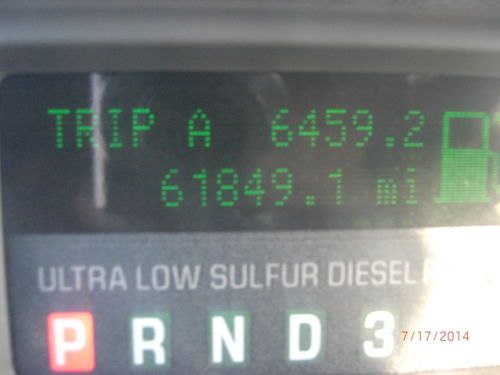 TRIP A 6459.2
61849.1 mi
ULTRA LOW SULFUR DIESEL
P R N D 3
7/17/2014